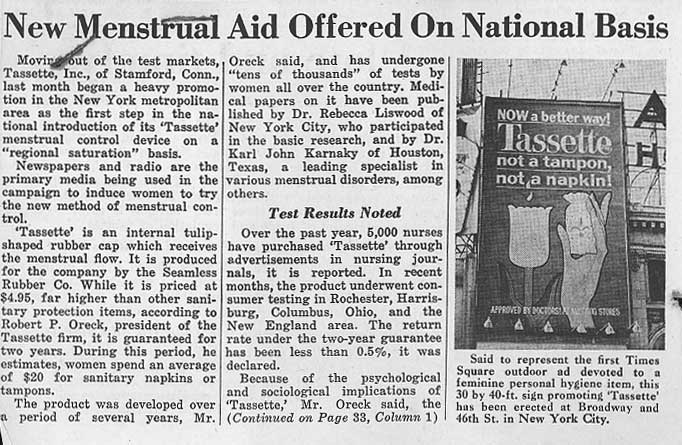 New Menstrual Aid Offered On National Basis
Moving out of the test markets,
Tassette, Inc., of Stamford, Conn.,
last month began a heavy promo-
tion in the New York metropolitan
area as the first step in the na-
tional introduction of its 'Tassette'
menstrual control device on a
"regional saturation" basis.
Newspapers and radio are the
primary media being used in the
campaign to induce women to try
the new method of menstrual con-
trol.
'Tassette' is an internal tulip-
shaped rubber cap which receives
the menstrual flow. It is produced
for the company by the Seamless
Rubber Co. While it is priced at
$4.95, far higher than other sani-
tary protection items, according to
Robert P. Oreck, president of the
Tassette firm, it is guaranteed for
two years. During this period, he
estimates, women spend an average
of $20 for sanitary napkins or
tampons.
The product was developed over
a period of several years, Mr.
Oreck said, and has undergone
"tens of thousands" of tests by
women all over the country. Medi-
cal papers on it have been pub-
lished by Dr. Rebecca Liswood of
New York City, who participated
in the basic research, and by Dr.
Karl John Karnaky of Houston,
Texas, a leading specialist in
various menstrual disorders, among
others.
Test Results Noted
Over the past year, 5,000 nurses
have purchased 'Tassette' through
advertisements in nursing jour-
nals, it is reported. In recent
months, the product underwent con-
sumer testing in Rochester, Harris-
burg, Columbus, Ohio, and the
New England area. The return
rate under the two-year guarantee
has been less than 0.5%, it was
declared.
Because of the psychological
and sociological implications of
'Tassette,' Mr. Oreck said, the
(Continued on Page 33, Column 1)
NOW a better way!
Tassette
not a tampon,
not a napkin!
APPROVED BY DOCTORS! AT STORES
Said to represent the first Times
Square outdoor ad devoted to a
feminine personal hygiene item, this
30 by 40-ft. sign promoting 'Tassette'
has been erected at Broadway and
46th St. in New York City.